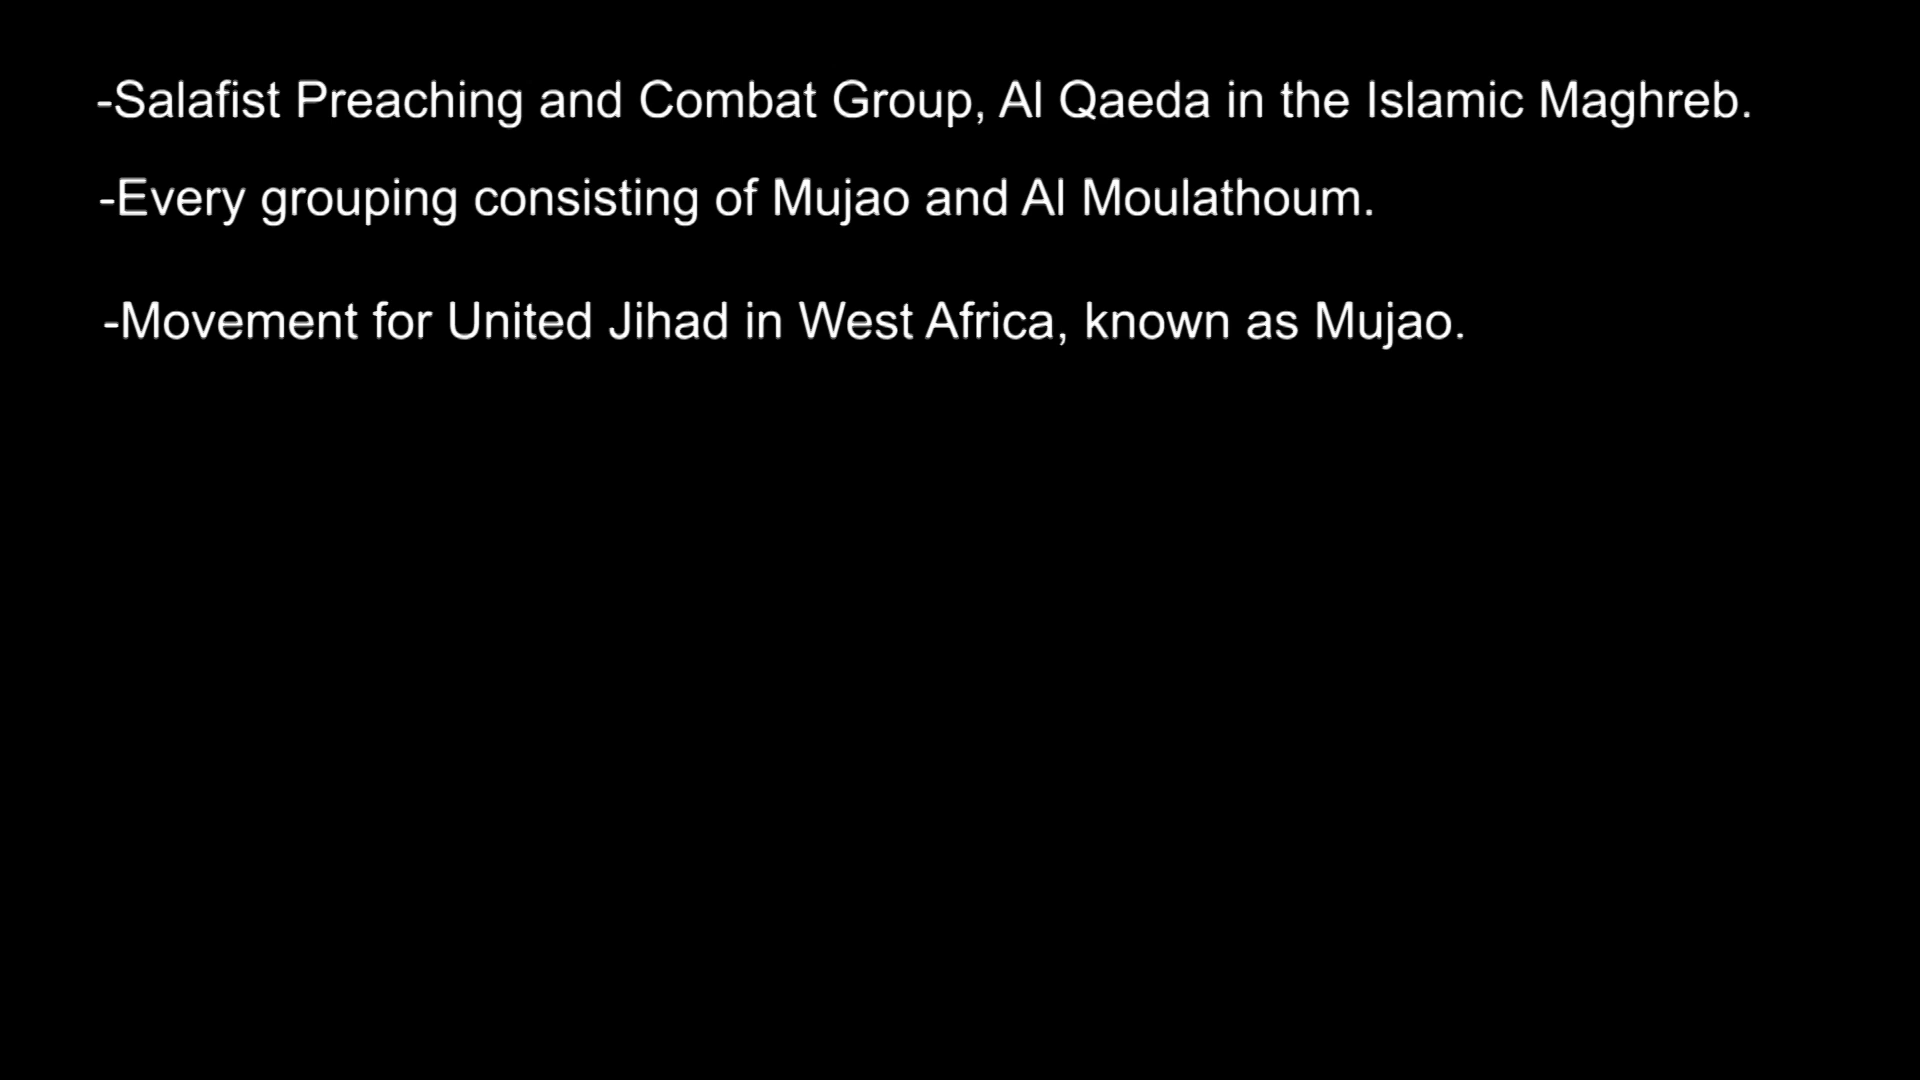 -Salafist Preaching and Combat Group, Al Qaeda in the Islamic Maghreb.
-Every grouping consisting of Mujao and Al Moulathoum.
-Movement for United Jihad in West Africa, known as Mujao.